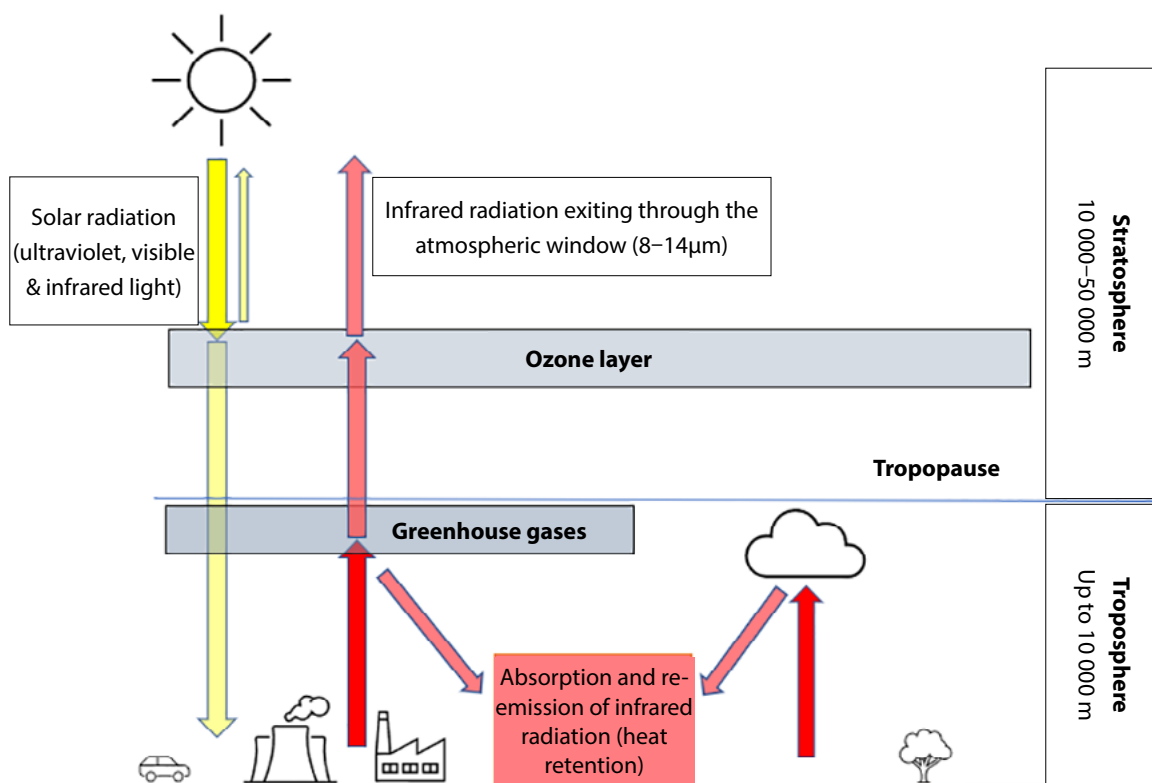 Solar radiation
(ultraviolet, visible
& infrared light)
Infrared radiation exiting through the
atmospheric window (8−14µm)
Ozone layer
Stratosphere
10 000−50 000 m
Tropopause
Greenhouse gases
Absorption and re-
emission of infrared
radiation (heat
retention)
Troposphere
Up to 10 000 m